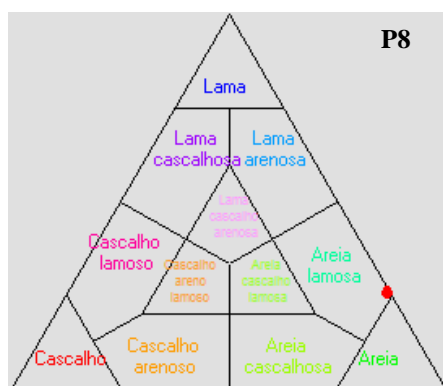 P8
Lama
Lama
cascalhosa
Lama
arenosa
Lama
cascalho
arenosa
Cascalho
lamoso
Cascalho
areno
lamoso
Areia
cascalho
lamosa
Areia
lamosa
Cascalho
Cascalho
arenoso
Areia
cascalhosa
Areia